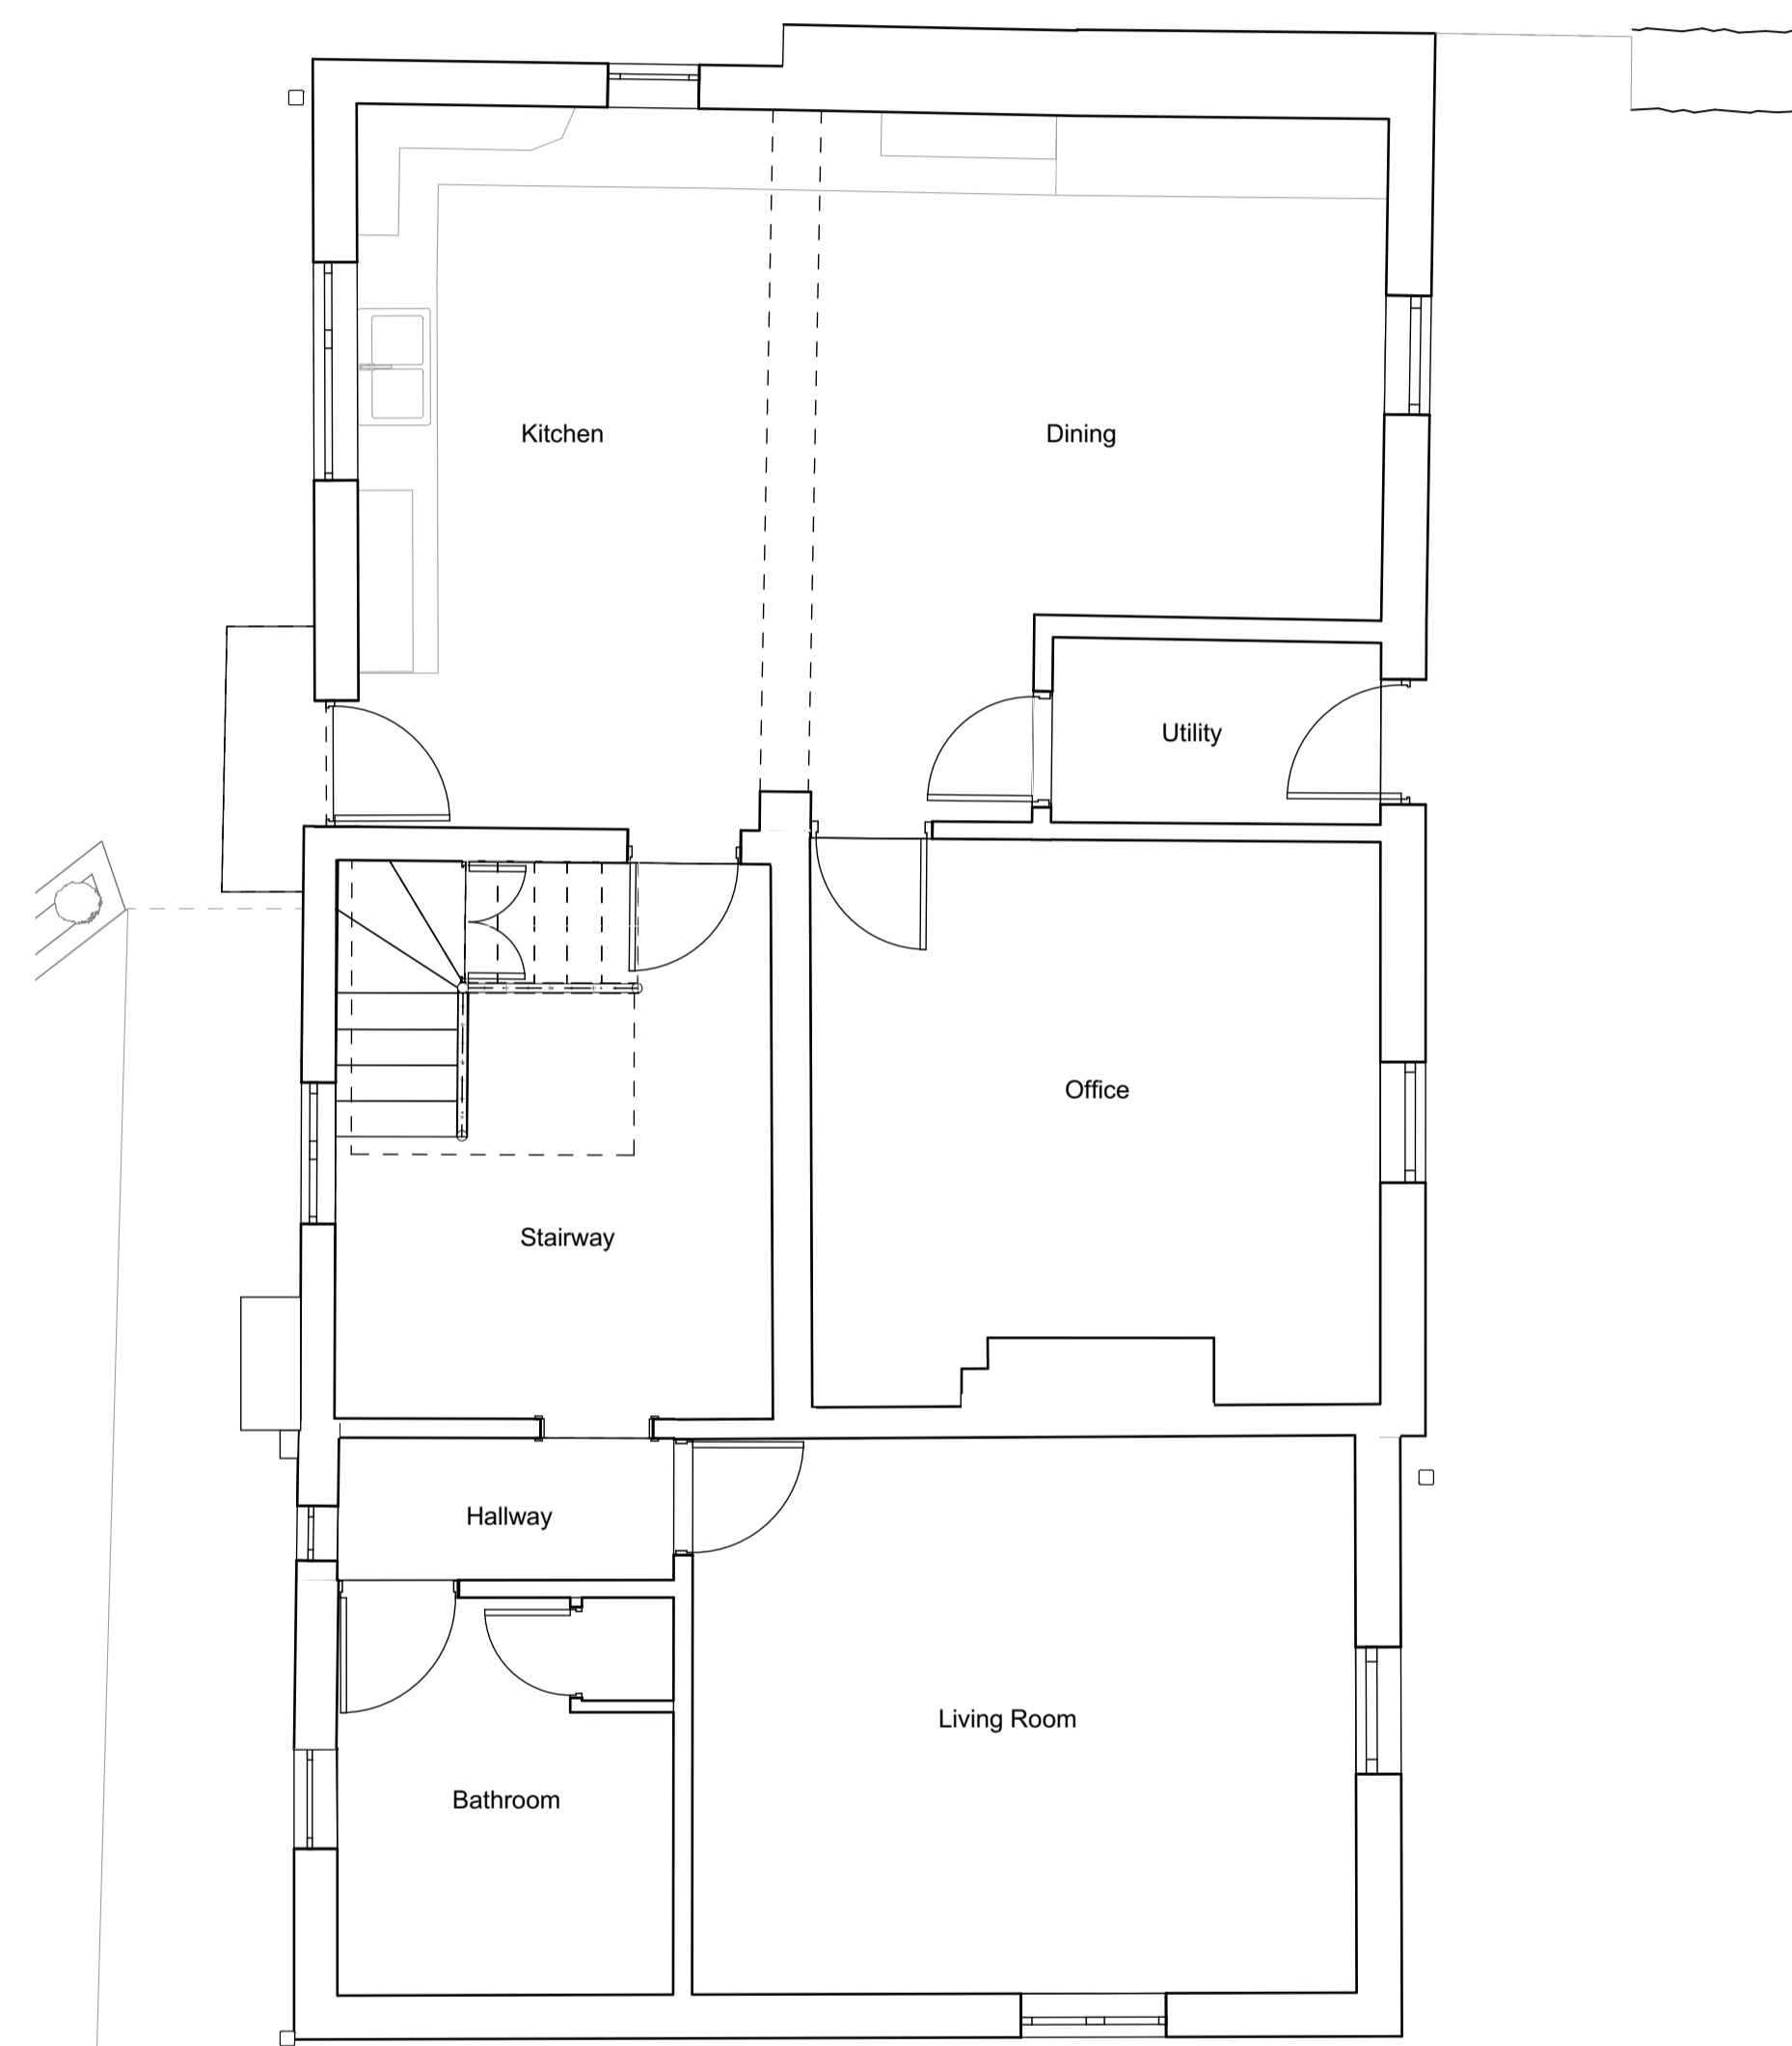 Kitchen
Dining
Utility
Office
Stairway
Hallway
Living Room
Bathroom